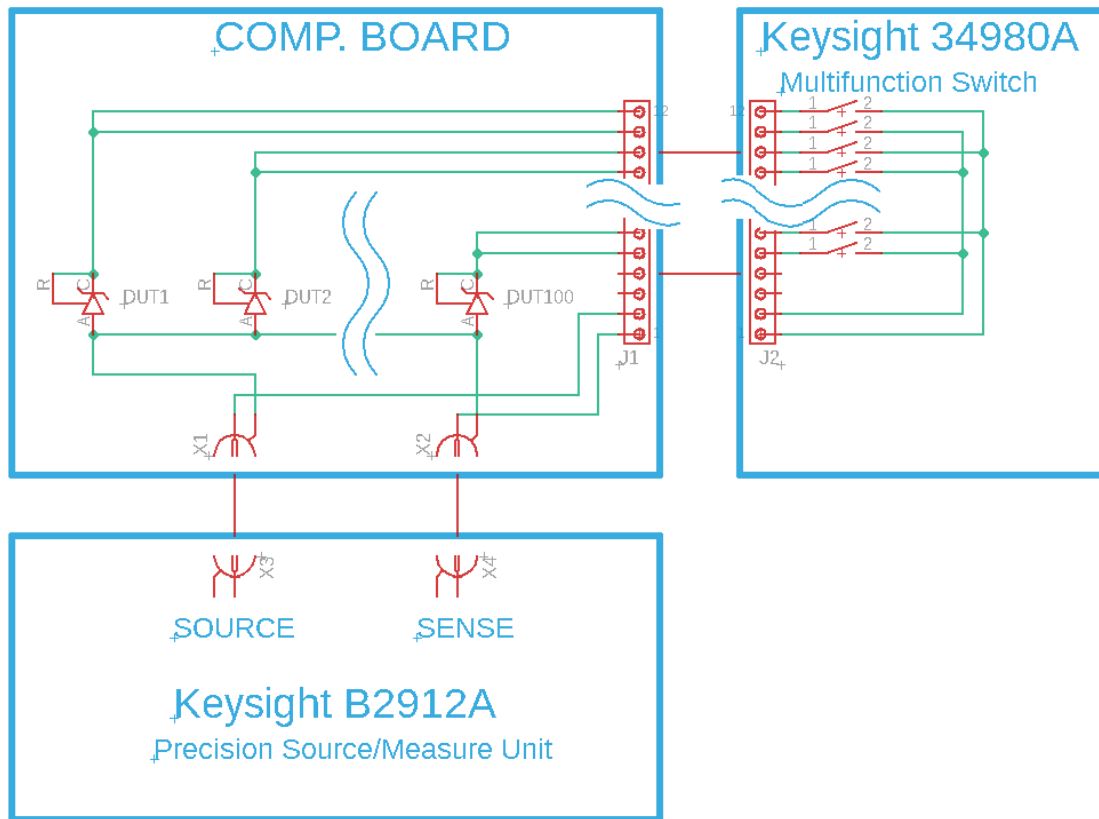 COMP. BOARD
Keysight 34980A
Multifunction Switch
12
12
1 2
1 2
1 2
1 2
1 2
1 2
R C A DUT1
R C A DUT2
R C A DUT100
1
1
J1
J2
X1
X2
X3
X4
SOURCE
SENSE
Keysight B2912A
Precision Source/Measure Unit